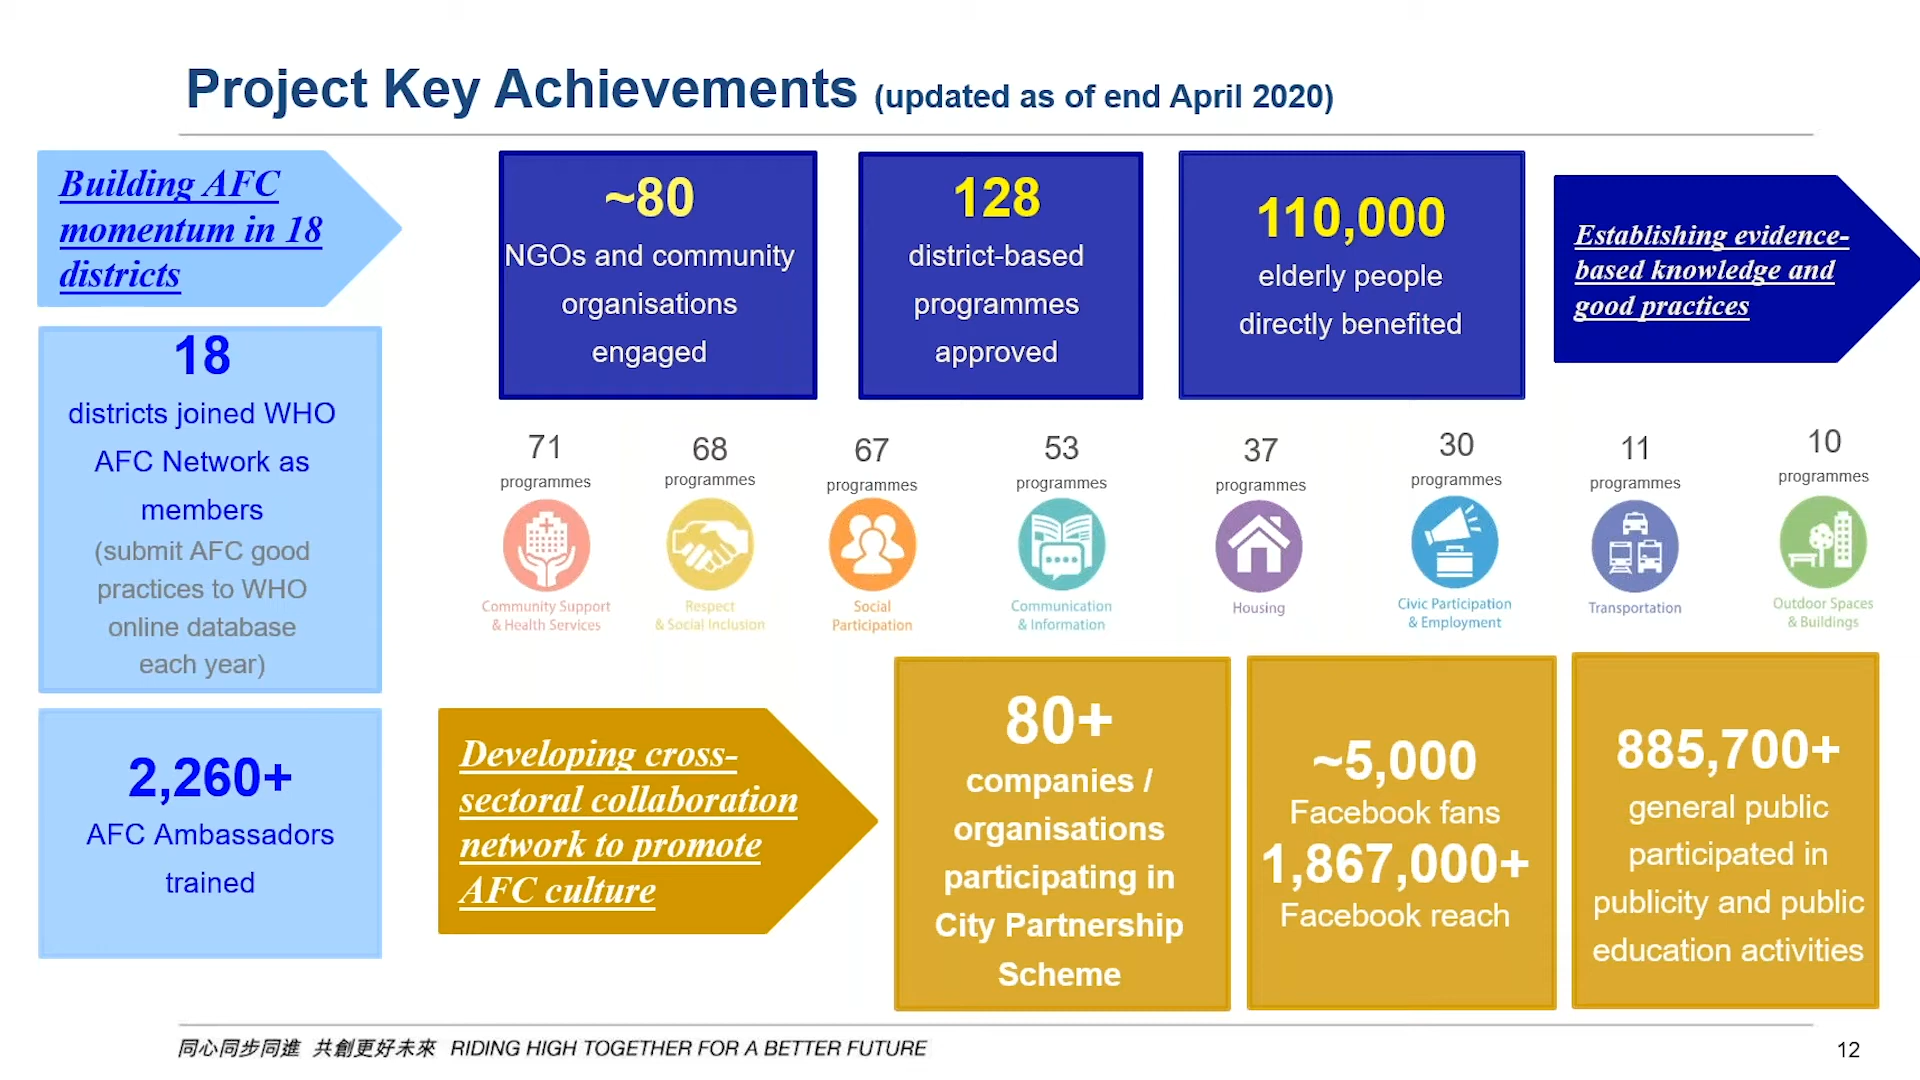 Project Key Achievements (updated as of end April 2020)
Building AFC
momentum in 18
districts
18
districts joined WHO
AFC Network as
members
(submit AFC good
practices to WHO
online database
each year)
2,260+
AFC Ambassadors
trained
~80
NGOs and community
organisations
engaged
128
district-based
programmes
approved
110,000
elderly people
directly benefited
Establishing evidence-
based knowledge and
good practices
71
programmes
Community Support
& Health Services
68
programmes
Respect
& Social Inclusion
67
programmes
Social
Participation
53
programmes
Communication
& Information
37
programmes
Housing
30
programmes
Civic Participation
& Employment
11
programmes
Transportation
10
programmes
Outdoor Spaces
& Buildings
Developing cross-
sectoral collaboration
network to promote
AFC culture
80+
companies /
organisations
participating in
City Partnership
Scheme
~5,000
Facebook fans
1,867,000+
Facebook reach
885,700+
general public
participated in
publicity and public
education activities
同心同步同進 共創更好未來 RIDING HIGH TOGETHER FOR A BETTER FUTURE
12